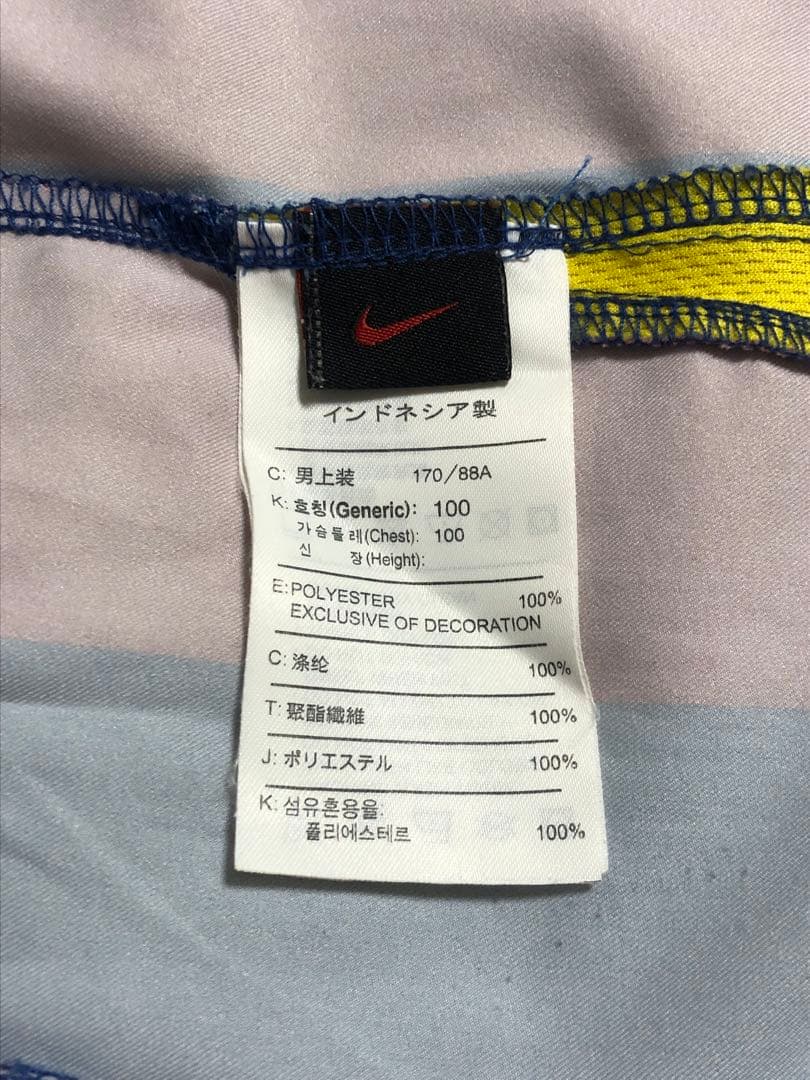 インドネシア製
C: 男上装 170/88A
K: 호칭(Generic): 100
가슴둘레(Chest): 100
신 장(Height):
E: POLYESTER 100%
EXCLUSIVE OF DECORATION
C: 涤纶 100%
T: 聚酯纖維 100%
J: ポリエステル 100%
K: 섬유혼용율:
폴리에스테르 100%